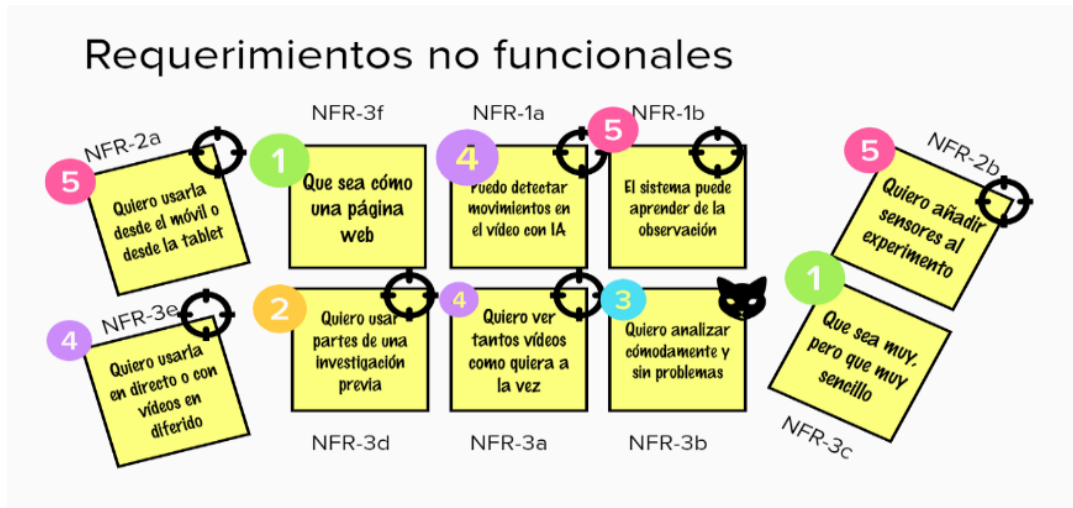 Requerimientos no funcionales
NFR-2a
5
Quiero usarla
desde el móvil o
desde la tablet
NFR-3f
1
Que sea cómo
una página
web
NFR-1a
4
Puedo detectar
movimientos en
el vídeo con IA
NFR-1b
5
El sistema puede
aprender de la
observación
NFR-2b
5
Quiero añadir
sensores al
experimento
NFR-3e
4
Quiero usarla
en directo o con
vídeos en
diferido
2
Quiero usar
partes de una
investigación
previa
NFR-3d
4
Quiero ver
tantos vídeos
como quiera a
la vez
NFR-3a
3
Quiero analizar
cómodamente y
sin problemas
NFR-3b
1
Que sea muy,
pero que muy
sencillo
NFR-3c